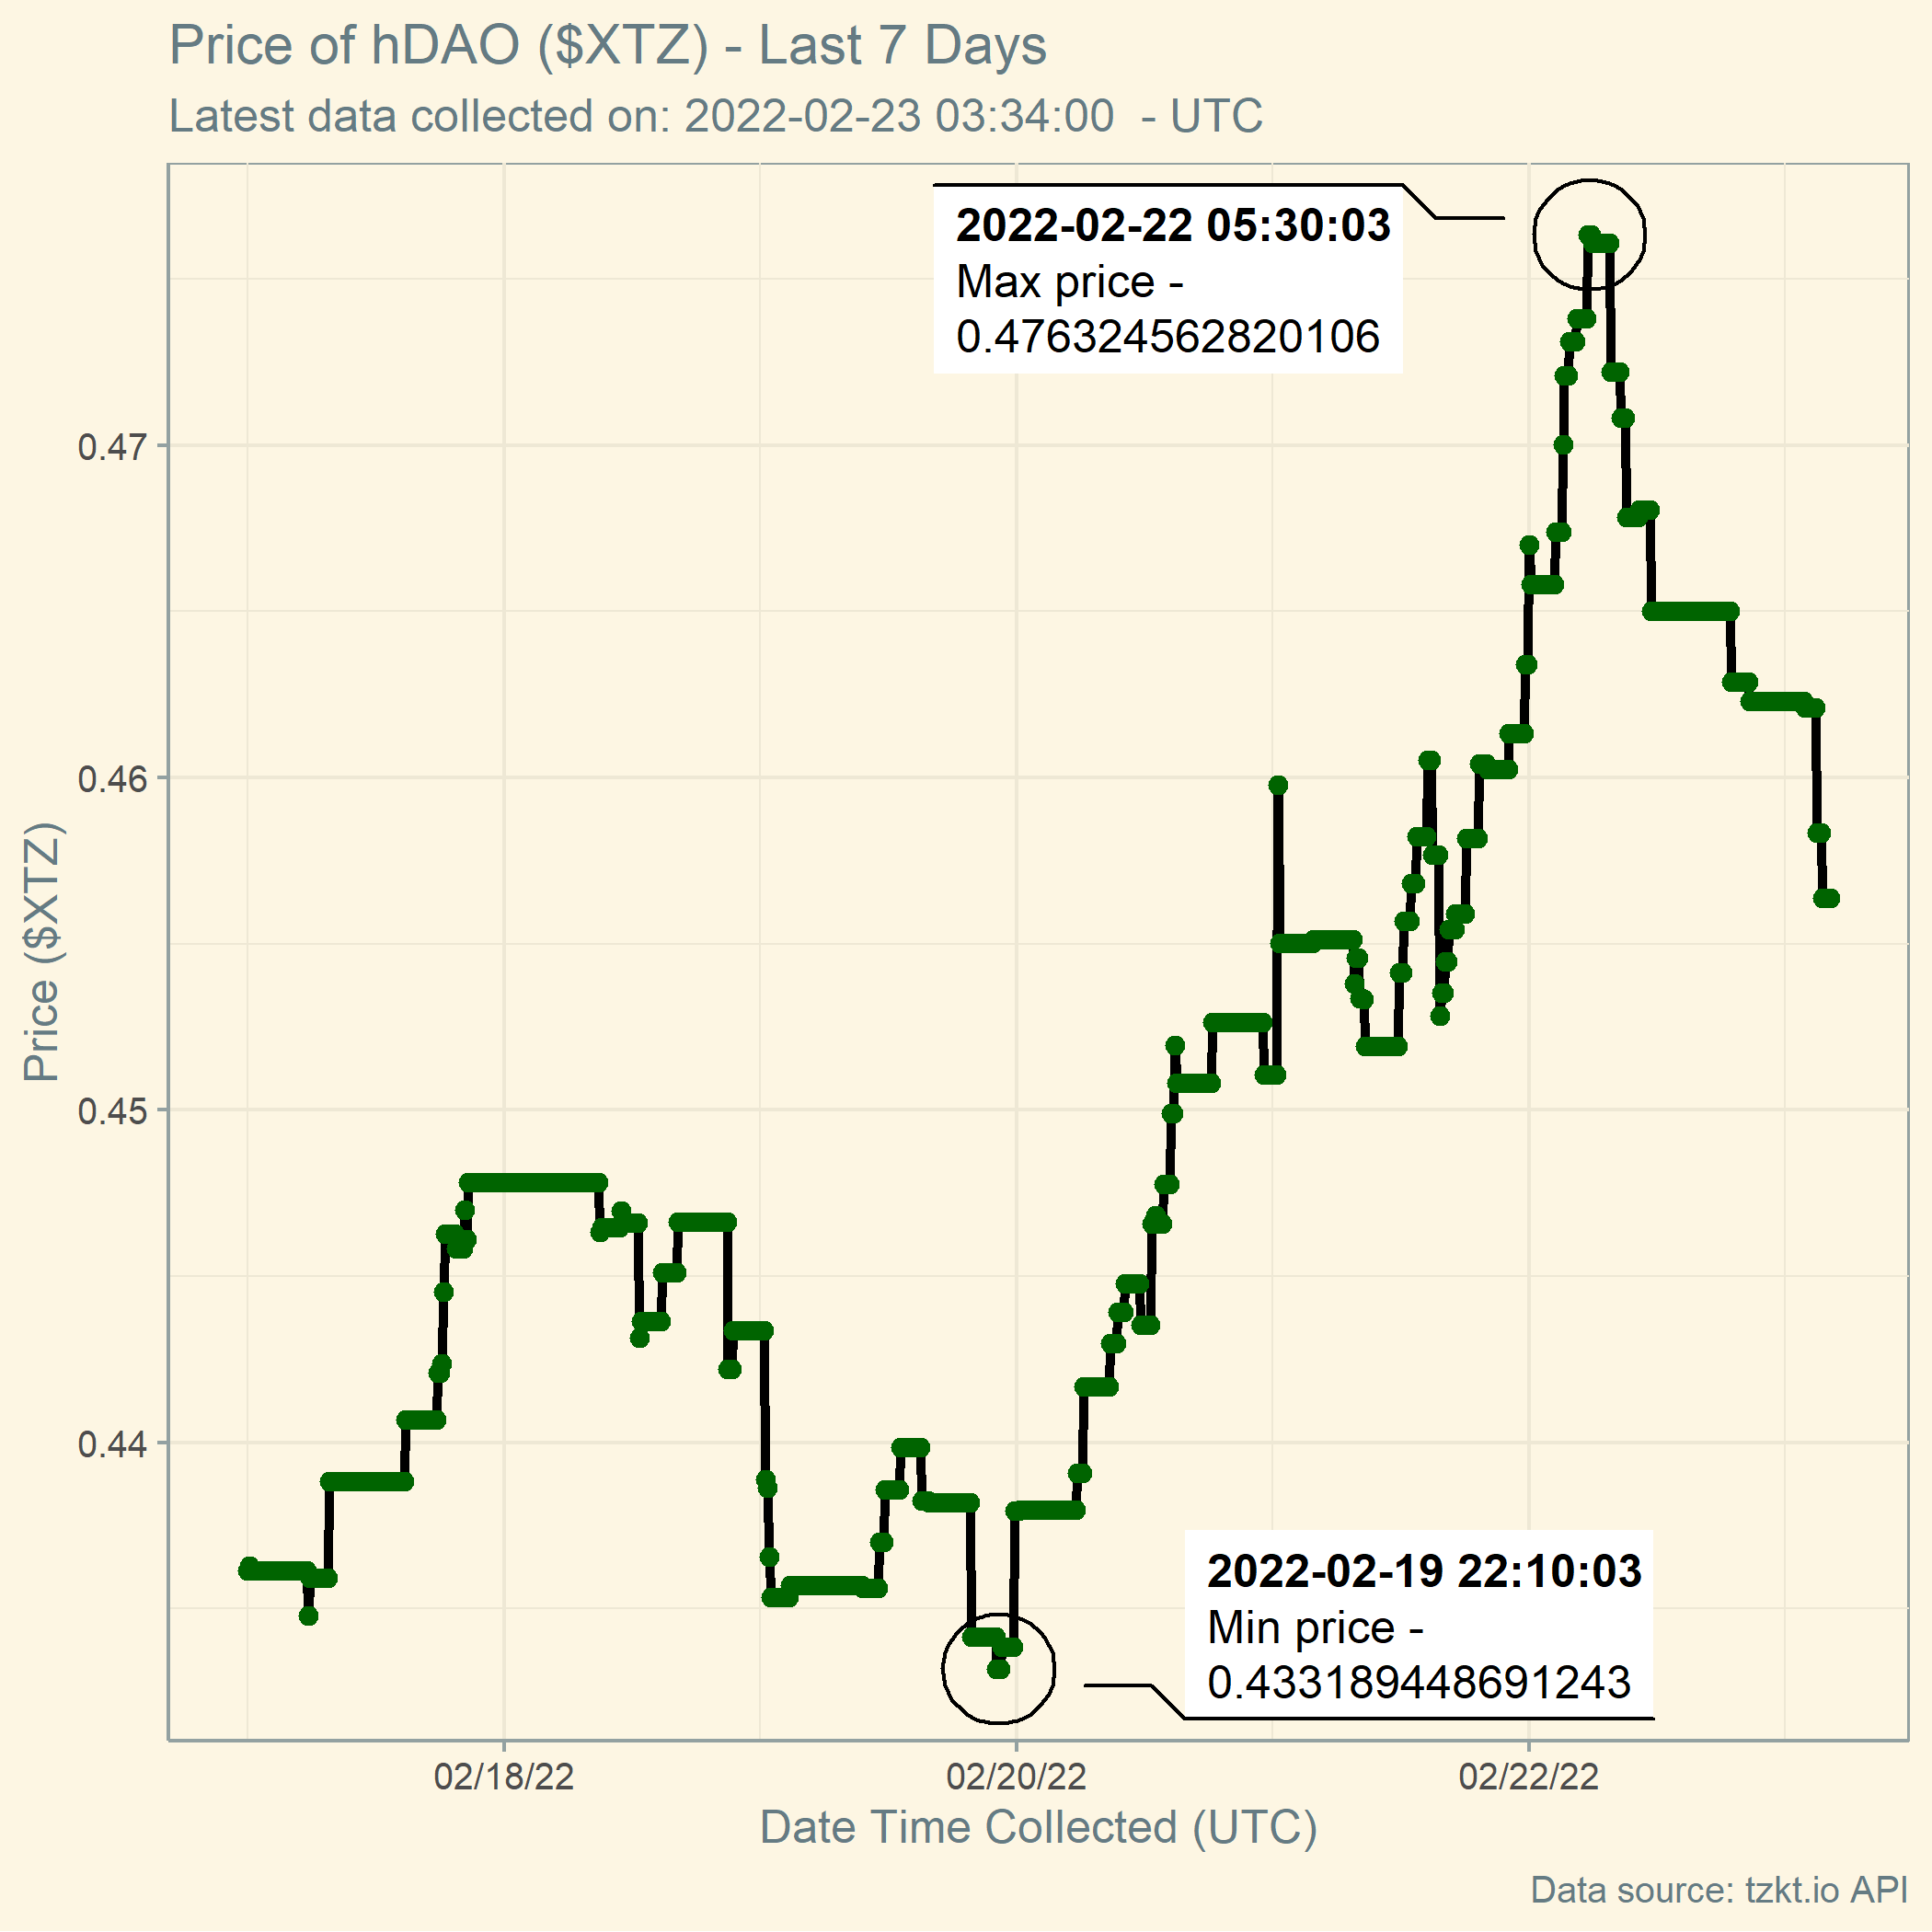 Price of hDAO ($XTZ) - Last 7 Days
Latest data collected on: 2022-02-23 03:34:00  - UTC
2022-02-22 05:30:03
Max price -
0.476324562820106
0.47
0.46
Price ($XTZ)
0.45
0.44
2022-02-19 22:10:03
Min price -
0.433189448691243
02/18/22
02/20/22
02/22/22
Date Time Collected (UTC)
Data source: tzkt.io API